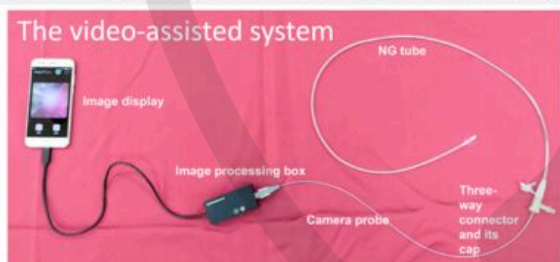 The video-assisted system
NG tube
Image display
Image processing box
Three-
way
connector
and its
cap
Camera probe